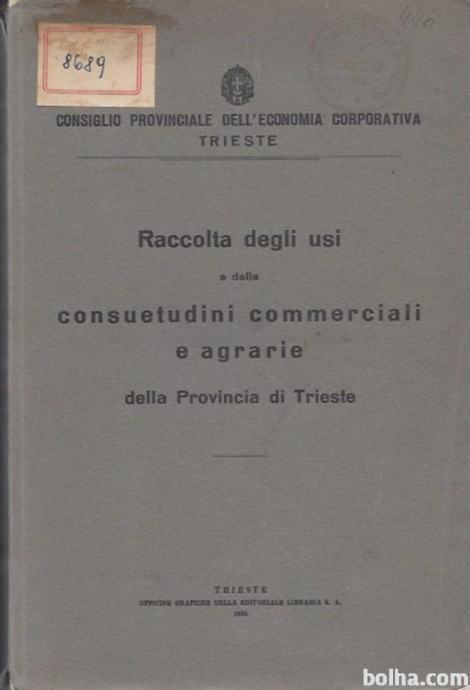 8689
CONSIGLIO PROVINCIALE DELL'ECONOMIA CORPORATIVA
TRIESTE
Raccolta degli usi
e delle
consuetudini commerciali
e agrarie
della Provincia di Trieste
TRIESTE
OFFICINE GRAFICHE DELLA EDITORIALE LIBRARIA S. A.
bolha.com